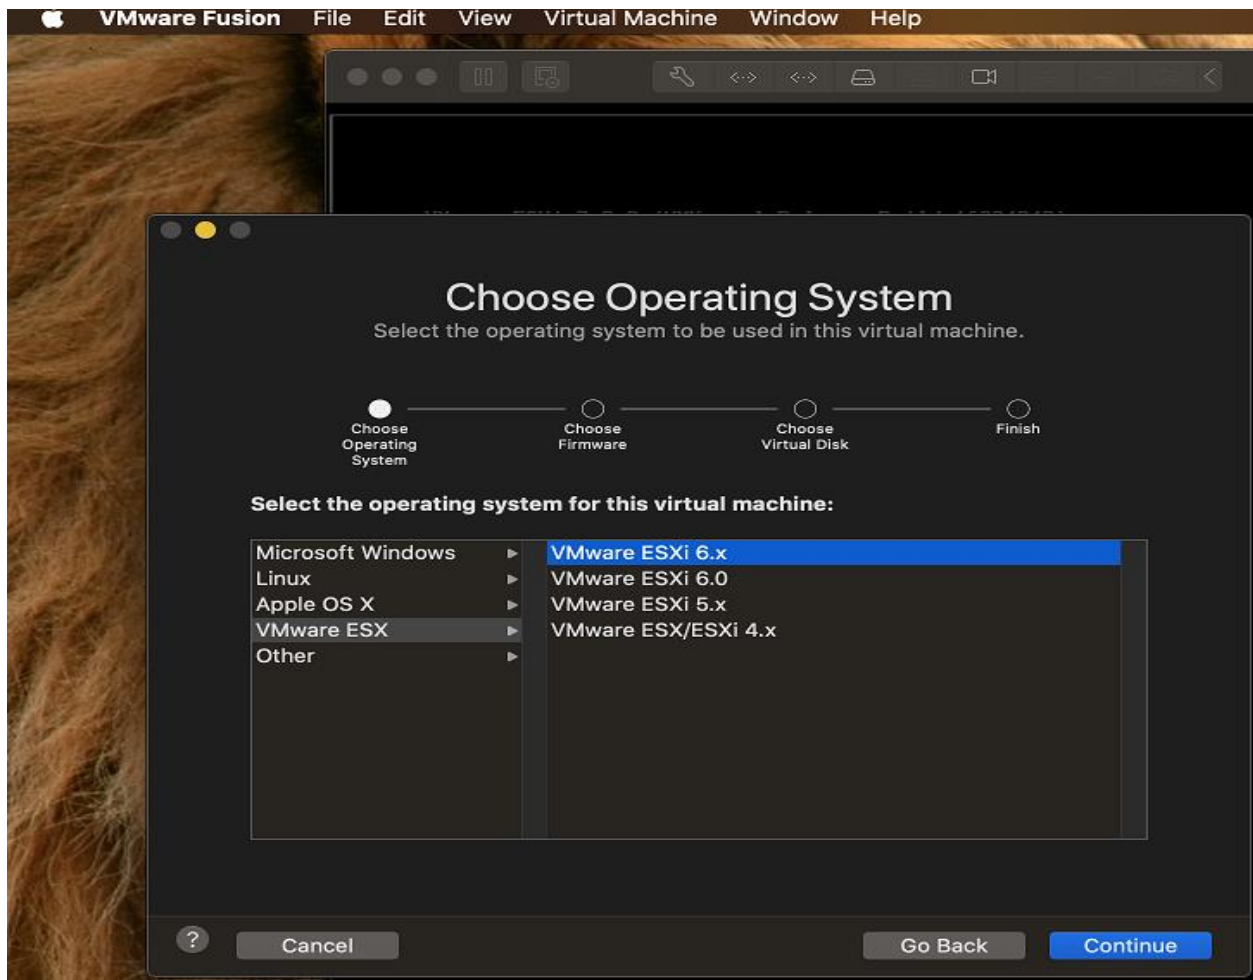 VMware Fusion File Edit View Virtual Machine Window Help
Choose Operating System
Select the operating system to be used in this virtual machine.
Choose Operating System
Choose Firmware
Choose Virtual Disk
Finish
Select the operating system for this virtual machine:
Microsoft Windows
Linux
Apple OS X
VMware ESX
Other
VMware ESXi 6.x
VMware ESXi 6.0
VMware ESXi 5.x
VMware ESX/ESXi 4.x
?
Cancel
Go Back
Continue